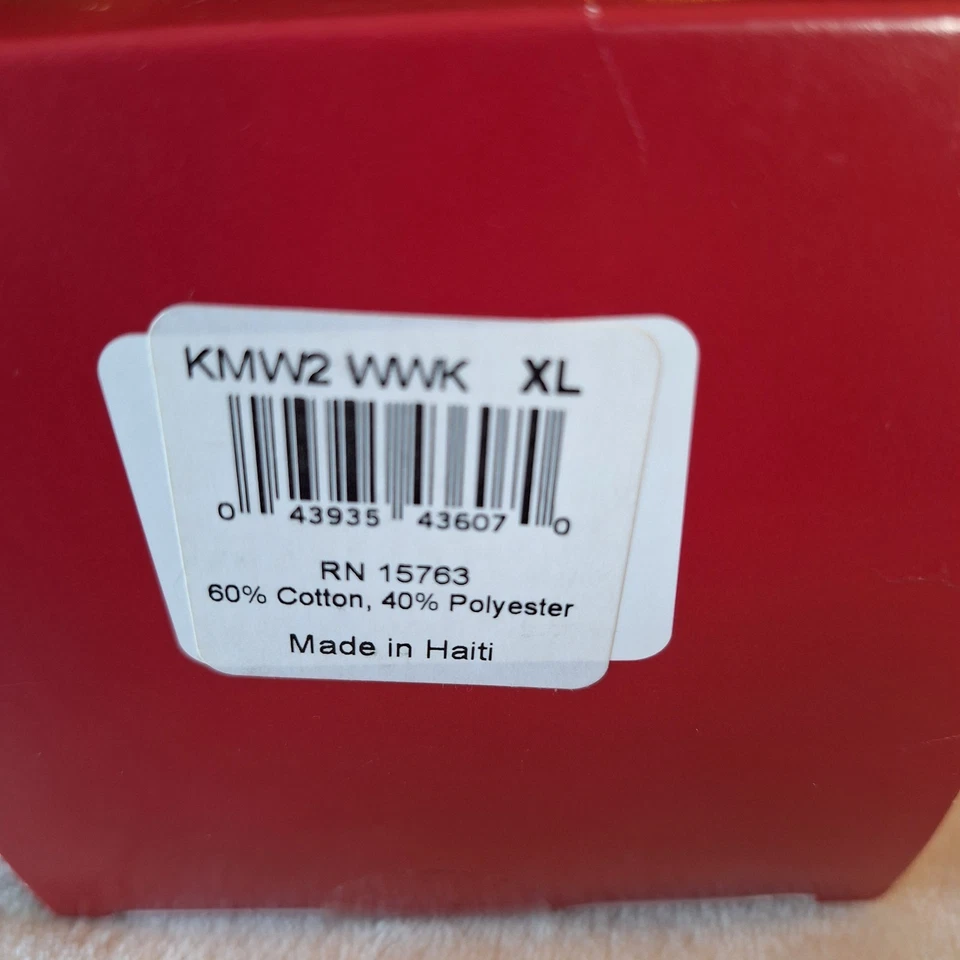 KMW2 WWK XL
0 43935 43607 0
RN 15763
60% Cotton, 40% Polyester
Made in Haiti